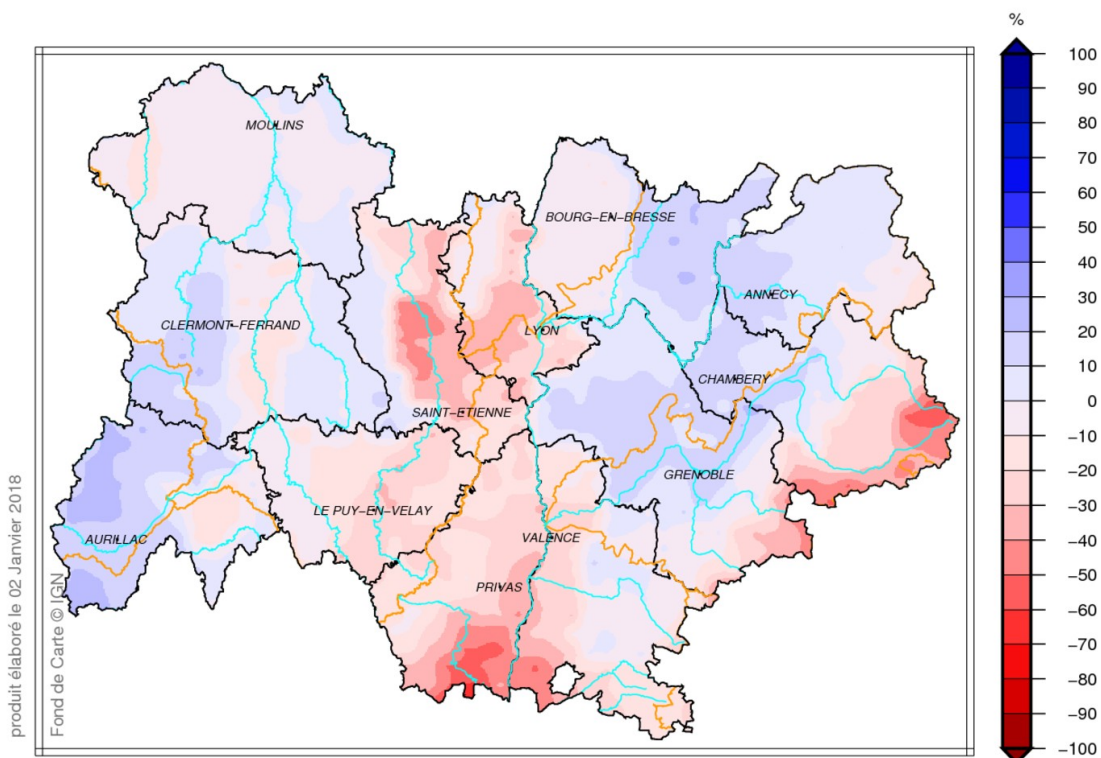 %
MOULINS
BOURG-EN-BRESSE
ANNECY
CLERMONT-FERRAND
LYON
CHAMBERY
SAINT-ETIENNE
GRENOBLE
LE PUY-EN-VELAY
AURILLAC
VALENCE
PRIVAS
100
90
80
70
60
50
40
30
20
10
0
-10
-20
-30
-40
-50
-60
-70
-80
-90
-100
produit élaboré le 02 Janvier 2018
Fond de Carte © IGN